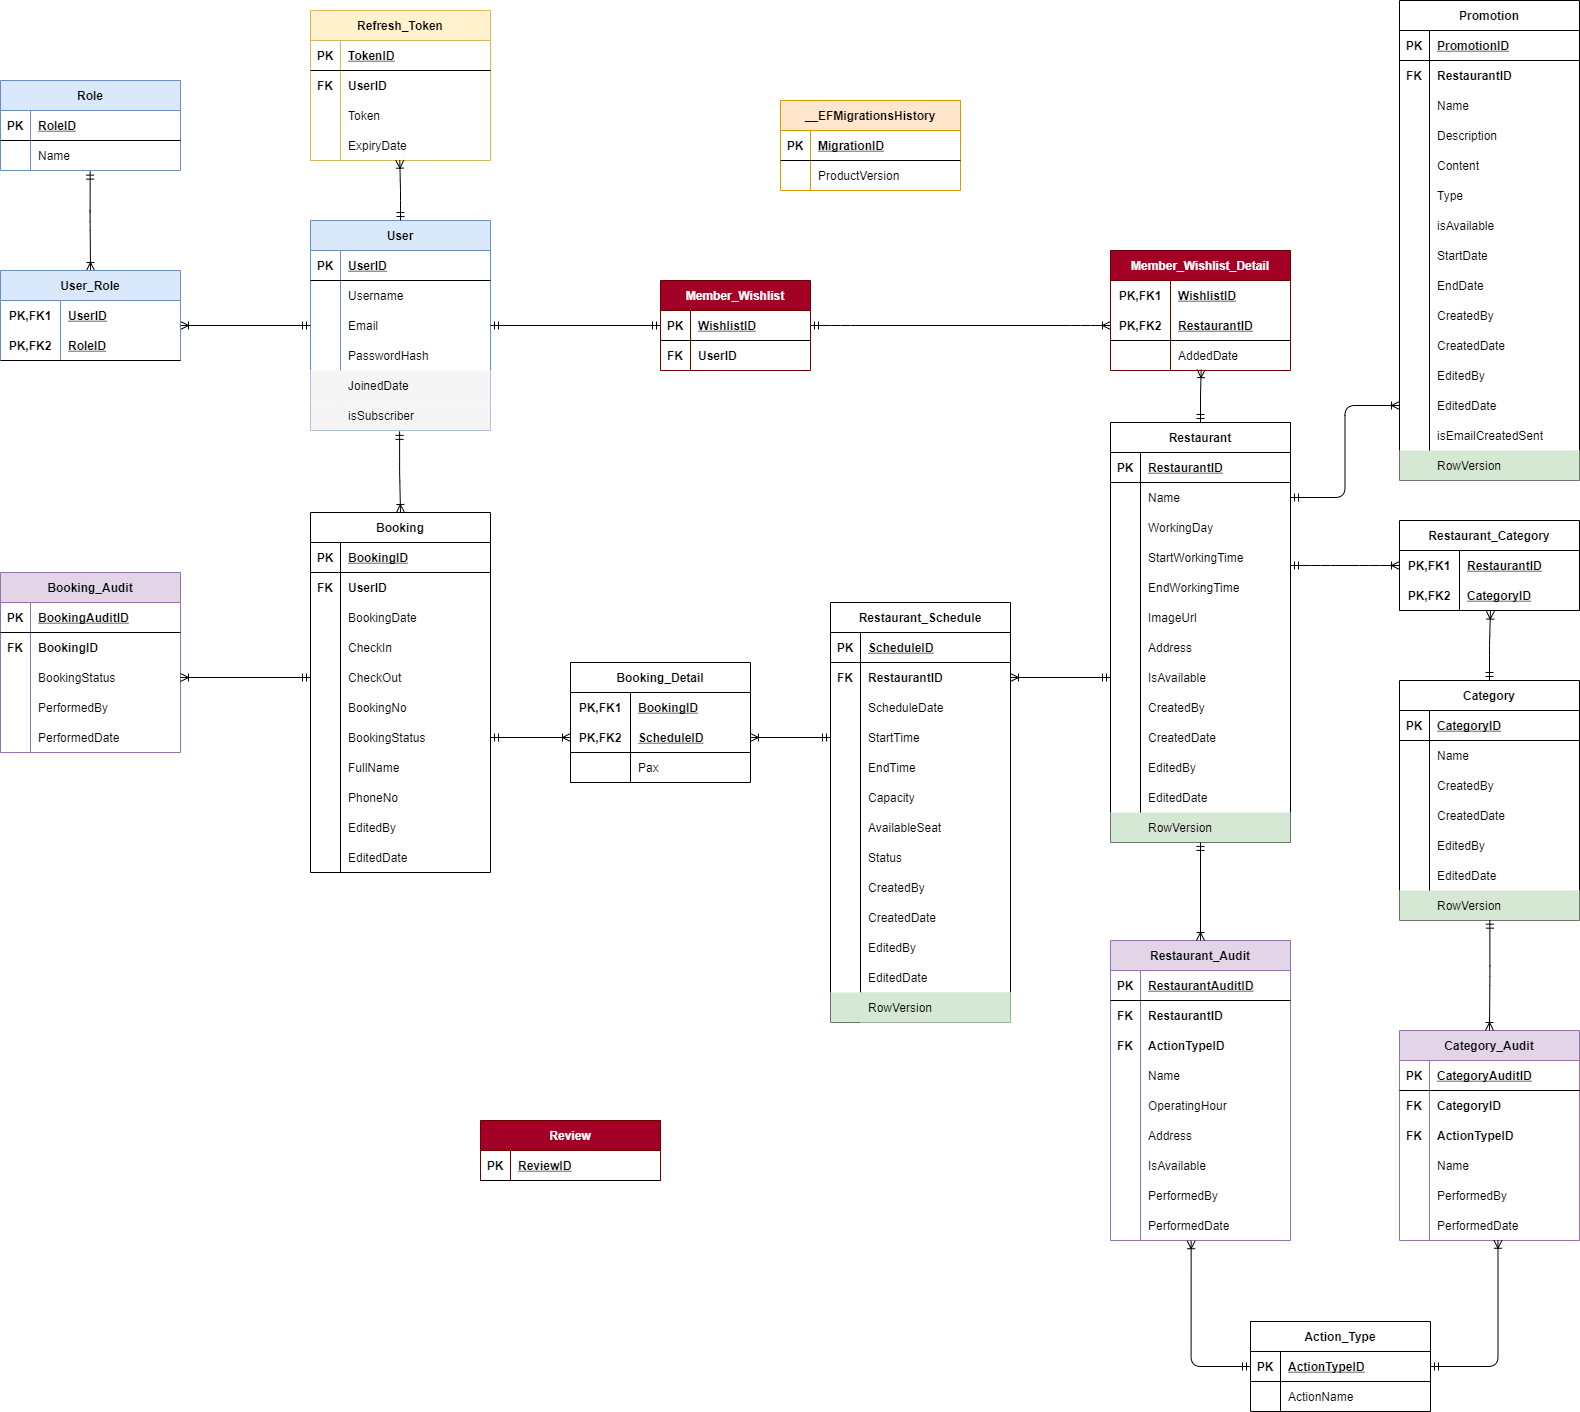 Refresh_Token
PK TokenID
FK UserID
Token
ExpiryDate
Role
PK RoleID
Name
__EFMigrationsHistory
PK MigrationID
ProductVersion
Promotion
PK PromotionID
FK RestaurantID
Name
Description
Content
Type
isAvailable
StartDate
EndDate
CreatedBy
CreatedDate
EditedBy
EditedDate
isEmailCreatedSent
RowVersion
User_Role
PK,FK1 UserID
PK,FK2 RoleID
User
PK UserID
Username
Email
PasswordHash
JoinedDate
isSubscriber
Member_Wishlist
PK WishlistID
FK UserID
Member_Wishlist_Detail
PK,FK1 WishlistID
PK,FK2 RestaurantID
AddedDate
Restaurant
PK RestaurantID
Name
WorkingDay
StartWorkingTime
EndWorkingTime
ImageUrl
Address
IsAvailable
CreatedBy
CreatedDate
EditedBy
EditedDate
RowVersion
Restaurant_Category
PK,FK1 RestaurantID
PK,FK2 CategoryID
Booking
PK BookingID
FK UserID
BookingDate
CheckIn
CheckOut
BookingNo
BookingStatus
FullName
PhoneNo
EditedBy
EditedDate
Booking_Audit
PK BookingAuditID
FK BookingID
BookingStatus
PerformedBy
PerformedDate
Booking_Detail
PK,FK1 BookingID
PK,FK2 ScheduleID
Pax
Restaurant_Schedule
PK ScheduleID
FK RestaurantID
ScheduleDate
StartTime
EndTime
Capacity
AvailableSeat
Status
CreatedBy
CreatedDate
EditedBy
EditedDate
RowVersion
Category
PK CategoryID
Name
CreatedBy
CreatedDate
EditedBy
EditedDate
RowVersion
Restaurant_Audit
PK RestaurantAuditID
FK RestaurantID
FK ActionTypeID
Name
OperatingHour
Address
IsAvailable
PerformedBy
PerformedDate
Category_Audit
PK CategoryAuditID
FK CategoryID
FK ActionTypeID
Name
PerformedBy
PerformedDate
Review
PK ReviewID
Action_Type
PK ActionTypeID
ActionName